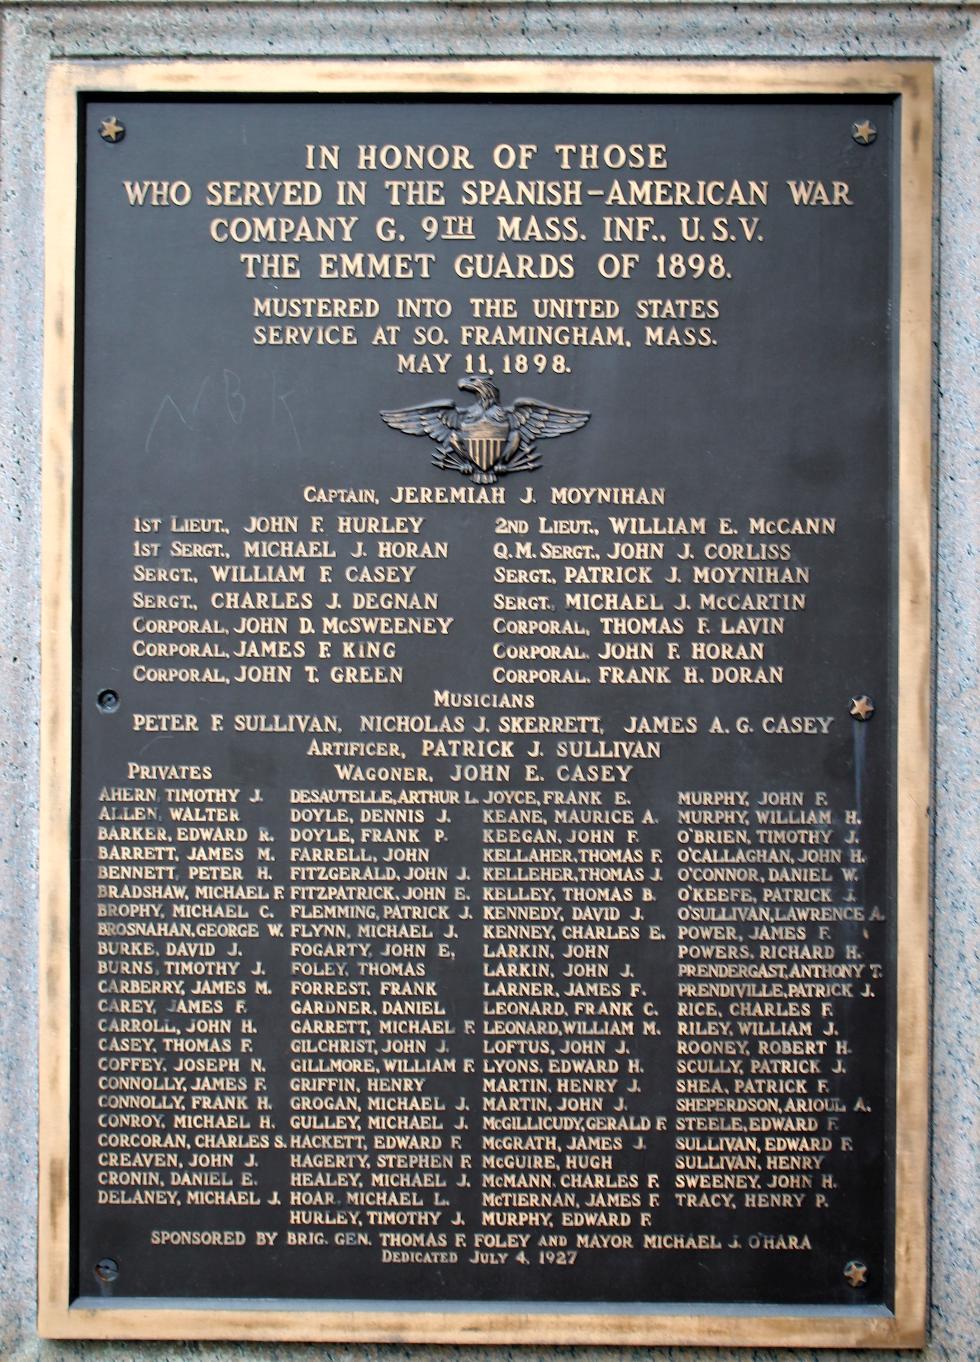 IN HONOR OF THOSE
WHO SERVED IN THE SPANISH-AMERICAN WAR
COMPANY G. 9TH MASS. INF., U.S.V.
THE EMMET GUARDS OF 1898.
MUSTERED INTO THE UNITED STATES
SERVICE AT SO. FRAMINGHAM, MASS.
MAY 11, 1898.
NBK
CAPTAIN, JEREMIAH J. MOYNIHAN
1ST LIEUT., JOHN F. HURLEY 2ND LIEUT., WILLIAM E. McCANN
1ST SERGT., MICHAEL J. HORAN Q.M. SERGT., JOHN J. CORLISS
SERGT., WILLIAM F. CASEY SERGT., PATRICK J. MOYNIHAN
SERGT., CHARLES J. DEGNAN SERGT., MICHAEL J. McCARTIN
CORPORAL, JOHN D. McSWEENEY CORPORAL, THOMAS F. LAVIN
CORPORAL, JAMES F. KING CORPORAL, JOHN F. HORAN
CORPORAL, JOHN T. GREEN CORPORAL, FRANK H. DORAN
MUSICIANS
PETER F. SULLIVAN, NICHOLAS J. SKERRETT, JAMES A. G. CASEY
ARTIFICER, PATRICK J. SULLIVAN
PRIVATES WAGONER, JOHN E. CASEY
AHERN, TIMOTHY J. DESAUTELLE, ARTHUR L. JOYCE, FRANK E. MURPHY, JOHN F.
ALLEN, WALTER DOYLE, DENNIS J. KEANE, MAURICE A. MURPHY, WILLIAM H.
BARKER, EDWARD R. DOYLE, FRANK P. KEEGAN, JOHN F. O'BRIEN, TIMOTHY J.
BARRETT, JAMES M. FARRELL, JOHN KELLAHER, THOMAS F. O'CALLAGHAN, JOHN H.
BENNETT, PETER H. FITZGERALD, JOHN J. KELLEHER, THOMAS J. O'CONNOR, DANIEL W.
BRADSHAW, MICHAEL F. FITZPATRICK, JOHN E. KELLEY, THOMAS B. O'KEEFE, PATRICK J.
BROPHY, MICHAEL C. FLEMMING, PATRICK J. KENNEDY, DAVID J. O'SULLIVAN, LAWRENCE A.
BROSNAHAN, GEORGE W. FLYNN, MICHAEL J. KENNEY, CHARLES E. POWER, JAMES F.
BURKE, DAVID J. FOGARTY, JOHN E, LARKIN, JOHN POWERS, RICHARD H.
BURNS, TIMOTHY J. FOLEY, THOMAS LARKIN, JOHN J. PRENDERGAST, ANTHONY T.
CARBERRY, JAMES M. FORREST, FRANK LARNER, JAMES F. PRENDIVILLE, PATRICK J.
CAREY, JAMES F. GARDNER, DANIEL LEONARD, FRANK C. RICE, CHARLES F.
CARROLL, JOHN H. GARRETT, MICHAEL F. LEONARD, WILLIAM M. RILEY, WILLIAM J.
CASEY, THOMAS F. GILCHRIST, JOHN J. LOFTUS, JOHN J. ROONEY, ROBERT H.
COFFEY, JOSEPH N. GILLMORE, WILLIAM F. LYONS, EDWARD H. SCULLY, PATRICK J.
CONNOLLY, JAMES F. GRIFFIN, HENRY MARTIN, HENRY J. SHEA, PATRICK F.
CONNOLLY, FRANK H. GROGAN, MICHAEL J. MARTIN, JOHN J. SHEPERDSON, ARIOUL A.
CONROY, MICHAEL H. GULLEY, MICHAEL J. McGILLICUDY, GERALD F. STEELE, EDWARD F.
CORCORAN, CHARLES S. HACKETT, EDWARD F. McGRATH, JAMES J. SULLIVAN, EDWARD F.
CREAVEN, JOHN J. HAGERTY, STEPHEN F. McGUIRE, HUGH SULLIVAN, HENRY
CRONIN, DANIEL E. HEALEY, MICHAEL J. McMANN, CHARLES F. SWEENEY, JOHN H.
DELANEY, MICHAEL J. HOAR, MICHAEL L. McTIERNAN, JAMES F. TRACY, HENRY P.
HURLEY, TIMOTHY J. MURPHY, EDWARD F.
SPONSORED BY BRIG. GEN. THOMAS F. FOLEY AND MAYOR MICHAEL J. O'HARA
DEDICATED JULY 4, 1927